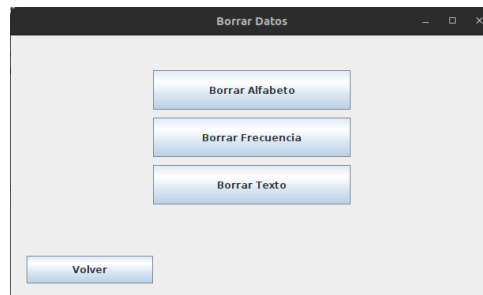 Borrar Datos
Borrar Alfabeto
Borrar Frecuencia
Borrar Texto
Volver